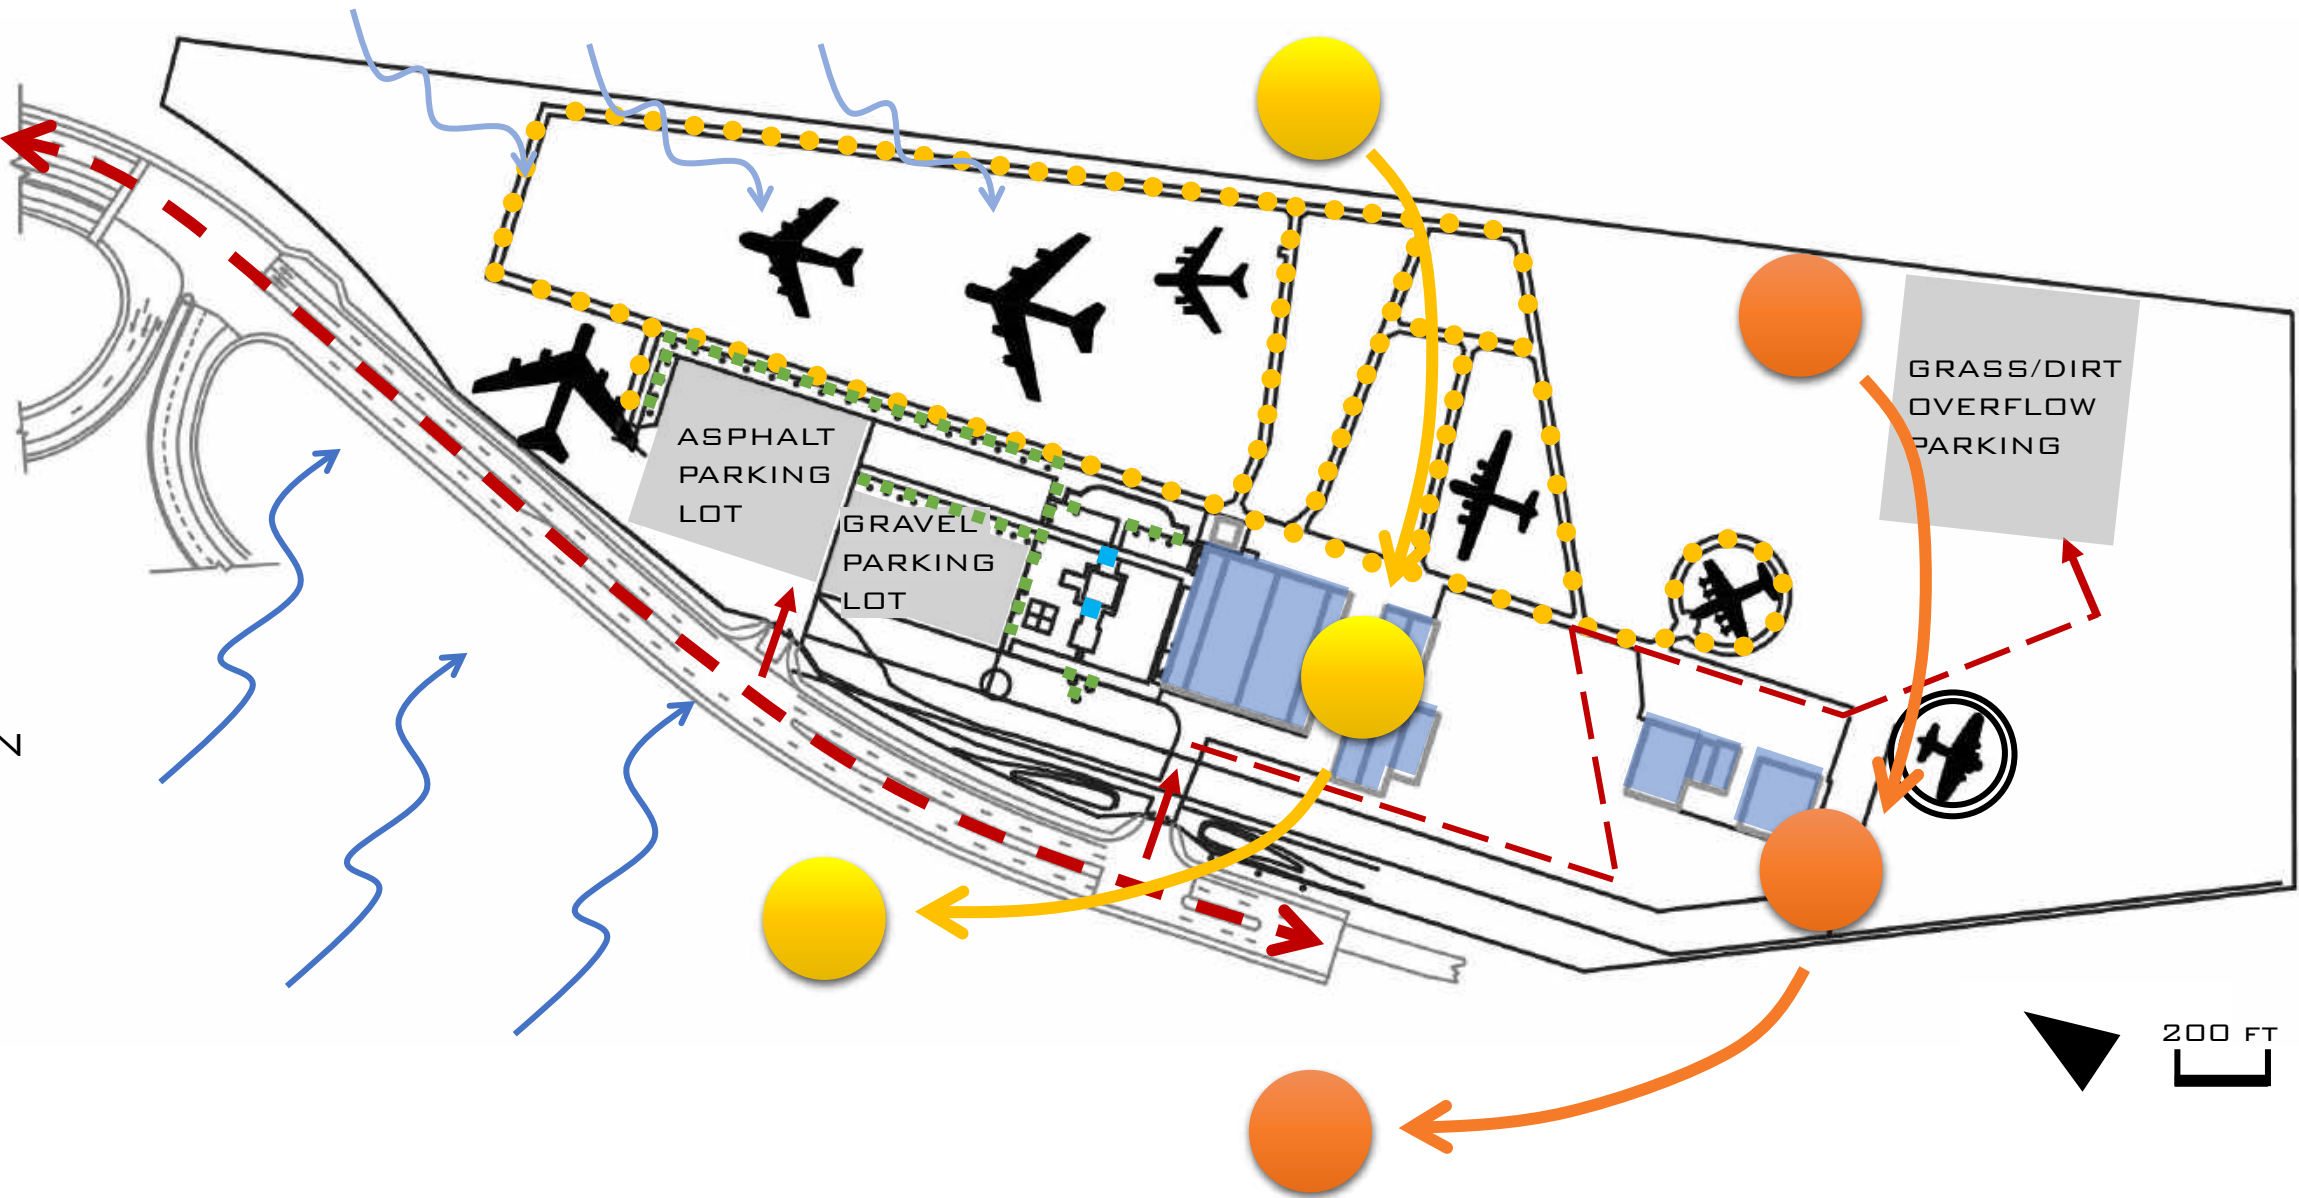 GRASS/DIRT
OVERFLOW
PARKING
ASPHALT
PARKING
LOT
GRAVEL
PARKING
LOT
N
200 FT